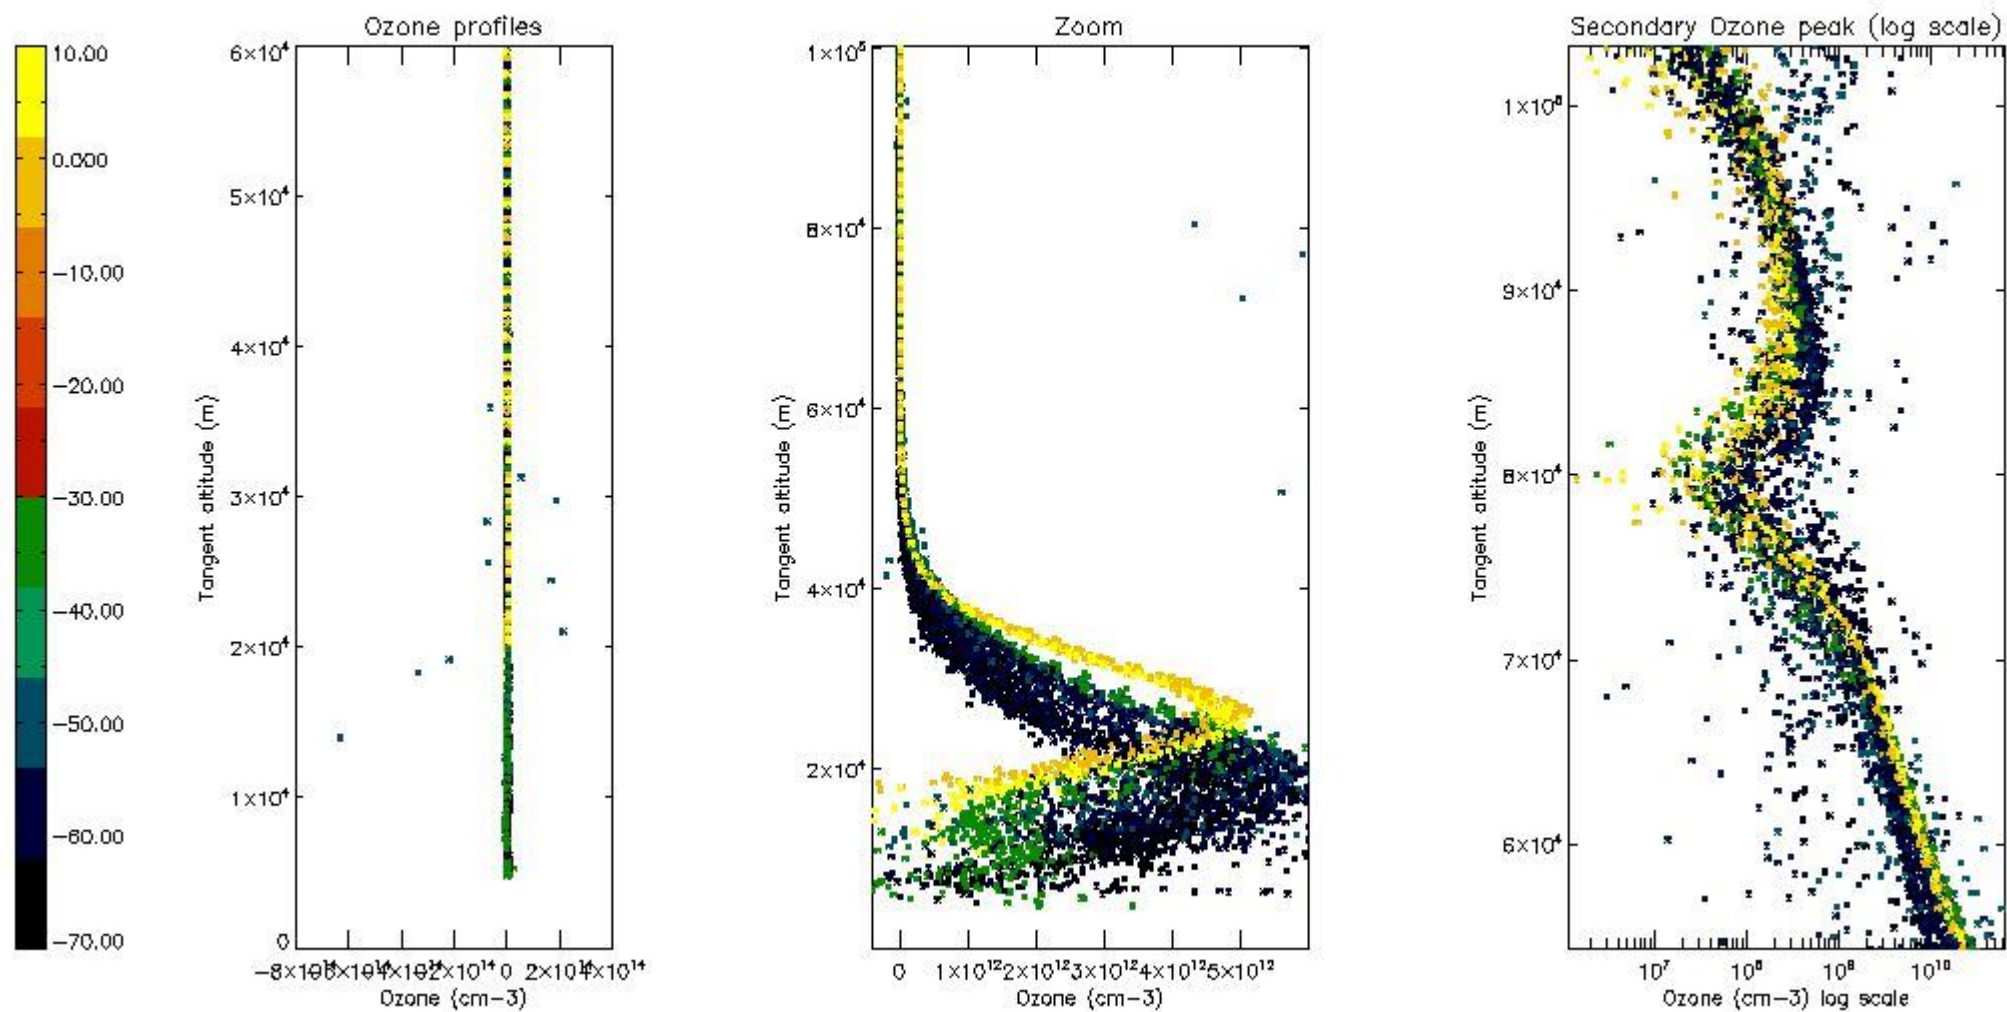 Ozone profiles
Zoom
Secondary Ozone peak (log scale)
10.00
-10.00
-20.00
-30.00
-40.00
-50.00
-60.00
-70.00
6×10⁴
5×10⁴
4×10⁴
3×10⁴
2×10⁴
1×10⁴
0
Tangent altitude (m)
0 2×10¹⁴ 4×10¹⁴
Ozone (cm-3)
1×10⁵
8×10⁴
6×10⁴
4×10⁴
2×10⁴
Tangent altitude (m)
0 1×10¹² 2×10¹² 3×10¹² 4×10¹² 5×10¹²
Ozone (cm-3)
9×10⁴
8×10⁴
7×10⁴
6×10⁴
Tangent altitude (m)
10⁷ 10⁸ 10⁹ 10¹⁰
Ozone (cm-3) log scale